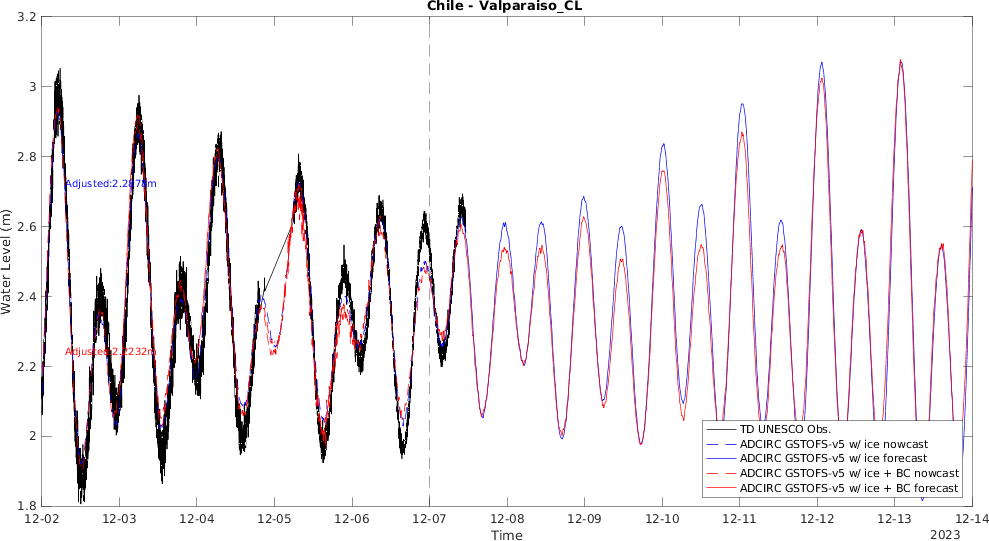 Chile - Valparaiso_CL
3.2
3
2.8
2.6
2.4
2.2
2
1.8
Water Level (m)
Adjusted:2.2878m
Adjusted:2.2232m
TD UNESCO Obs.
ADCIRC GSTOFS-v5 w/ ice nowcast
ADCIRC GSTOFS-v5 w/ ice forecast
ADCIRC GSTOFS-v5 w/ ice + BC nowcast
ADCIRC GSTOFS-v5 w/ ice + BC forecast
12-02 12-03 12-04 12-05 12-06 12-07 12-08 12-09 12-10 12-11 12-12 12-13 12-14
Time
2023